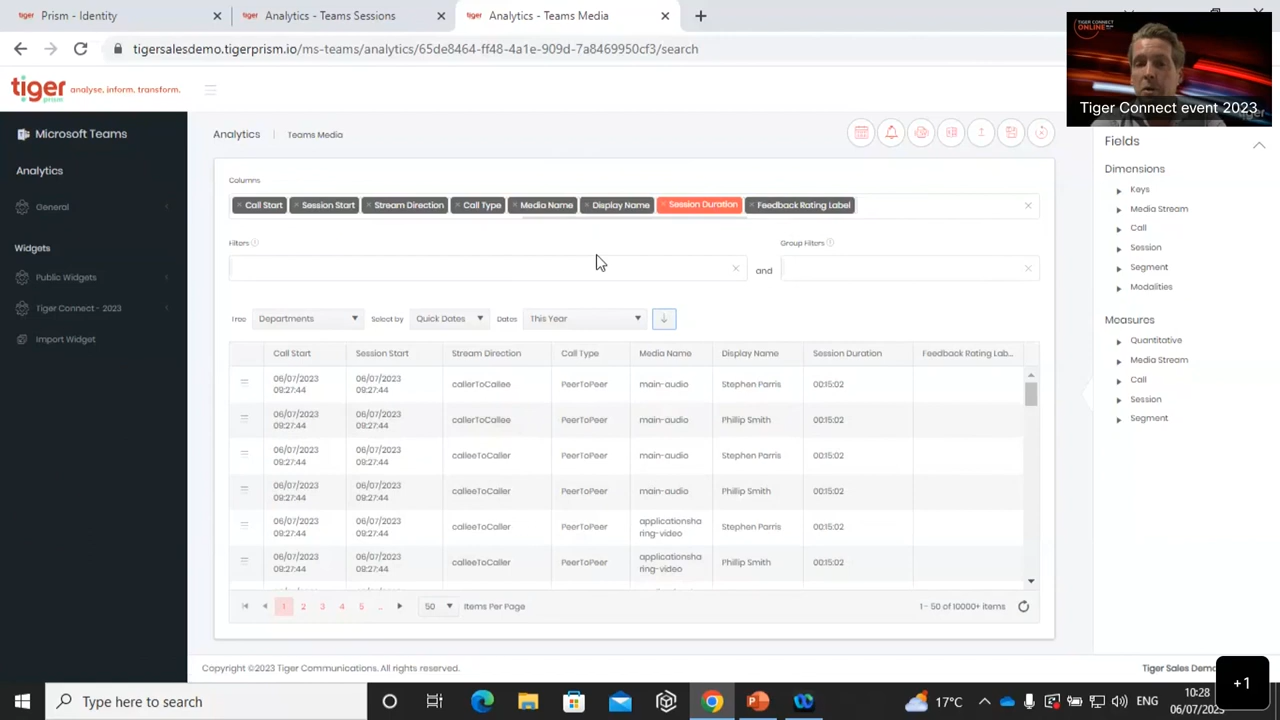 Prism - Identity
Analytics - Teams Sessions
Analytics - Teams Media
tigersalesdemo.tigerprism.io/ms-teams/analytics/65de8464-ff48-4a1e-909d-7a8469950cf3/search
TIGER CONNECT
ONLINE
Tiger Connect event 2023
tiger
prism
analyse. inform. transform.
Microsoft Teams
Analytics
General
Widgets
Public Widgets
Tiger Connect - 2023
Import Widget
Analytics | Teams Media
Columns
× Call Start × Session Start × Stream Direction × Call Type × Media Name × Display Name × Session Duration × Feedback Rating Label
Filters
Group Filters
and
Tree Departments Select by Quick Dates Dates This Year
Call Start Session Start Stream Direction Call Type Media Name Display Name Session Duration Feedback Rating Lab...
06/07/2023 06/07/2023
09:27:44 09:27:44 callerToCallee PeerToPeer main-audio Stephen Parris 00:15:02
06/07/2023 06/07/2023
09:27:44 09:27:44 callerToCallee PeerToPeer main-audio Phillip Smith 00:15:02
06/07/2023 06/07/2023
09:27:44 09:27:44 calleeToCaller PeerToPeer main-audio Stephen Parris 00:15:02
06/07/2023 06/07/2023
09:27:44 09:27:44 calleeToCaller PeerToPeer main-audio Phillip Smith 00:15:02
06/07/2023 06/07/2023 calleeToCaller PeerToPeer applicationsha Stephen Parris 00:15:02
09:27:44 09:27:44 ring-video
06/07/2023 06/07/2023 calleeToCaller PeerToPeer applicationsha Phillip Smith 00:15:02
09:27:44 09:27:44 ring-video
1 2 3 4 5 ... 50 Items Per Page 1 - 50 of 10000+ items
Fields
Dimensions
Keys
Media Stream
Call
Session
Segment
Modalities
Measures
Quantitative
Media Stream
Call
Session
Segment
Copyright ©2023 Tiger Communications. All rights reserved.
Tiger Sales Demo
+1
Type here to search
17°C
ENG
10:28
06/07/2023